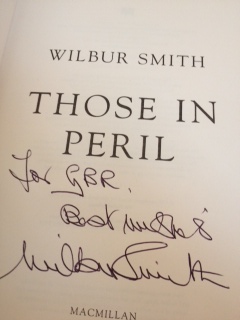 WILBUR SMITH
THOSE IN
PERIL
For GBR.
Best wishes
Wilbur Smith
MACMILLAN